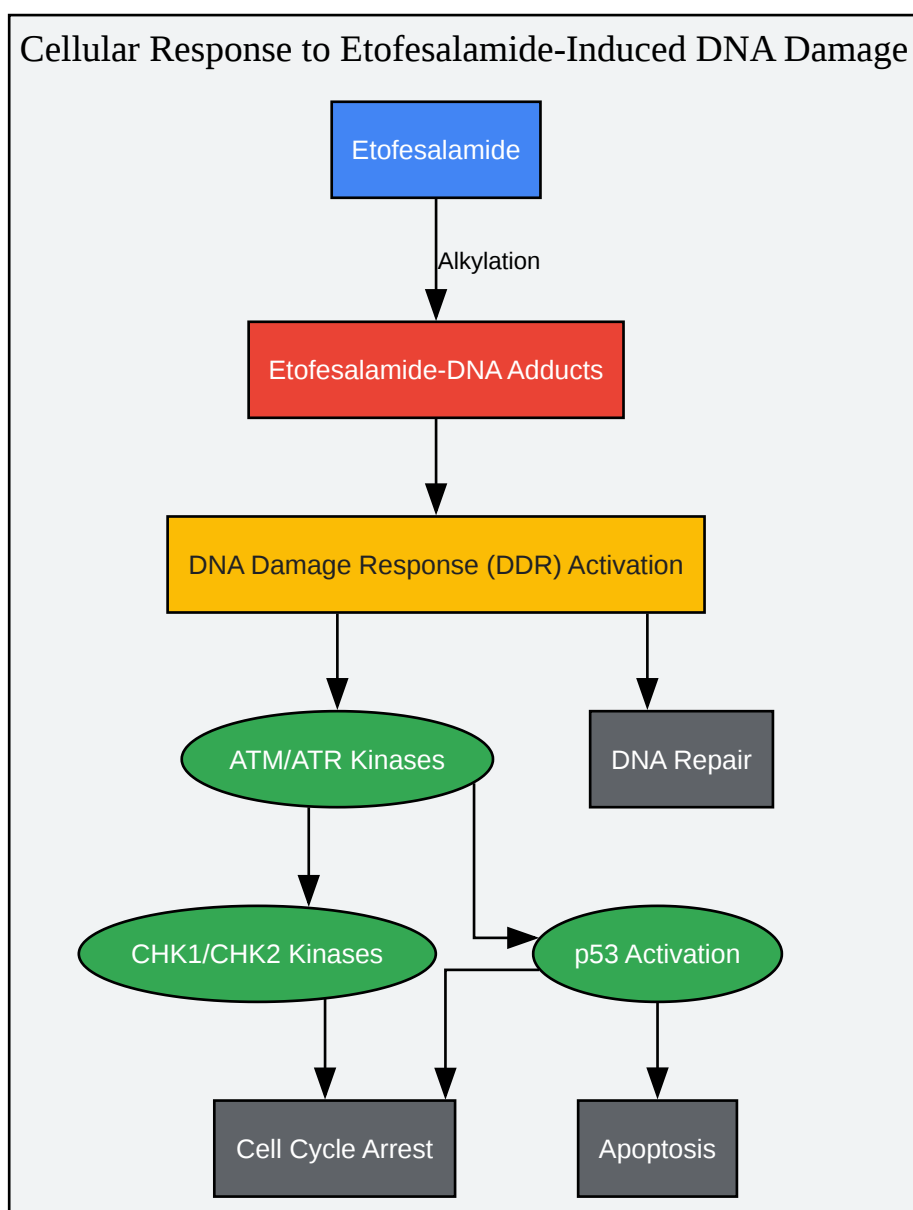 Cellular Response to Etofesalamide-Induced DNA Damage
Etofesalamide
Alkylation
Etofesalamide-DNA Adducts
DNA Damage Response (DDR) Activation
ATM/ATR Kinases
DNA Repair
CHK1/CHK2 Kinases
p53 Activation
Cell Cycle Arrest
Apoptosis